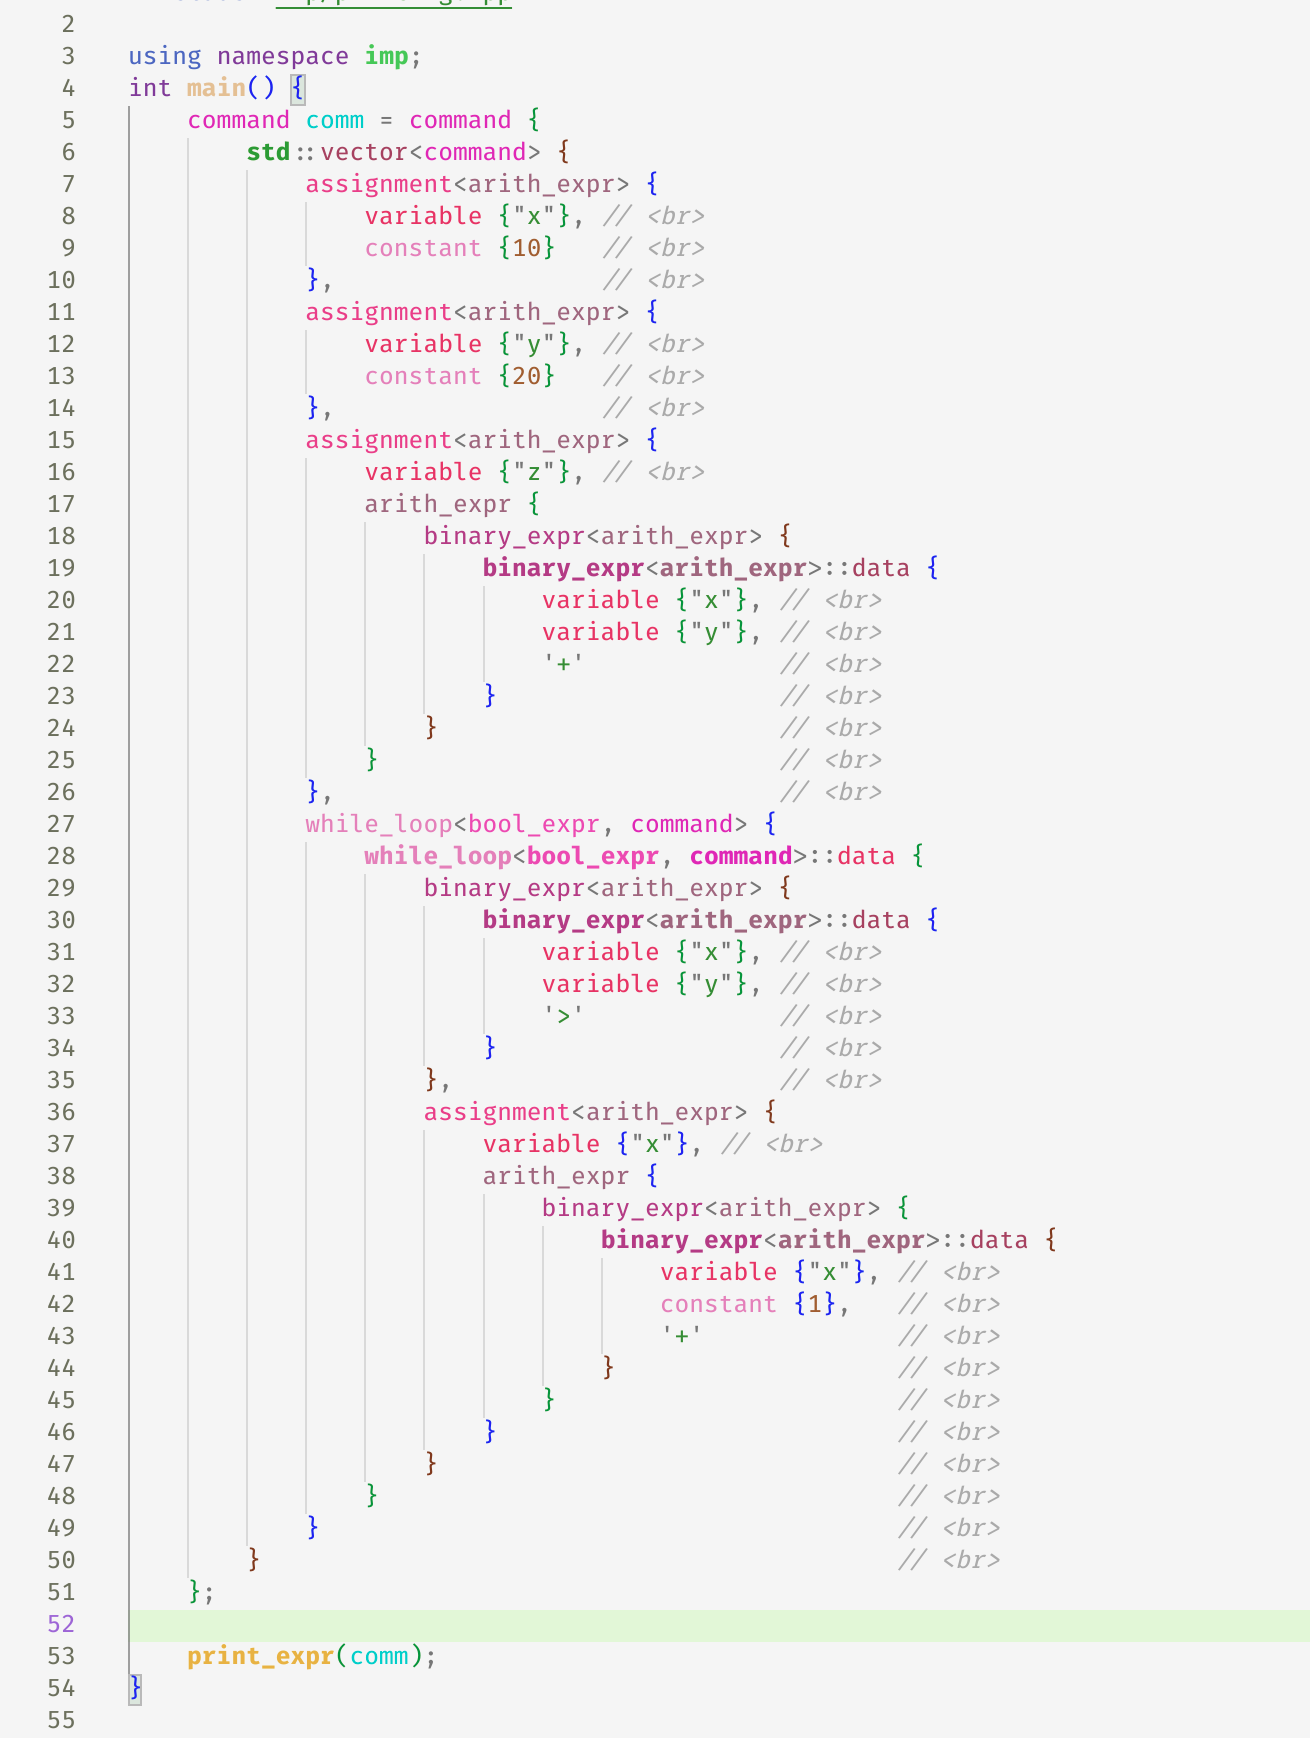 2
3 using namespace imp;
4 int main() {
5 command comm = command {
6 std::vector<command> {
7 assignment<arith_expr> {
8 variable {"x"}, // <br>
9 constant {10} // <br>
10 }, // <br>
11 assignment<arith_expr> {
12 variable {"y"}, // <br>
13 constant {20} // <br>
14 }, // <br>
15 assignment<arith_expr> {
16 variable {"z"}, // <br>
17 arith_expr {
18 binary_expr<arith_expr> {
19 binary_expr<arith_expr>::data {
20 variable {"x"}, // <br>
21 variable {"y"}, // <br>
22 '+' // <br>
23 } // <br>
24 } // <br>
25 } // <br>
26 }, // <br>
27 while_loop<bool_expr, command> {
28 while_loop<bool_expr, command>::data {
29 binary_expr<arith_expr> {
30 binary_expr<arith_expr>::data {
31 variable {"x"}, // <br>
32 variable {"y"}, // <br>
33 '>' // <br>
34 } // <br>
35 }, // <br>
36 assignment<arith_expr> {
37 variable {"x"}, // <br>
38 arith_expr {
39 binary_expr<arith_expr> {
40 binary_expr<arith_expr>::data {
41 variable {"x"}, // <br>
42 constant {1}, // <br>
43 '+' // <br>
44 } // <br>
45 } // <br>
46 } // <br>
47 } // <br>
48 } // <br>
49 } // <br>
50 } // <br>
51 };
52
53 print_expr(comm);
54 }
55